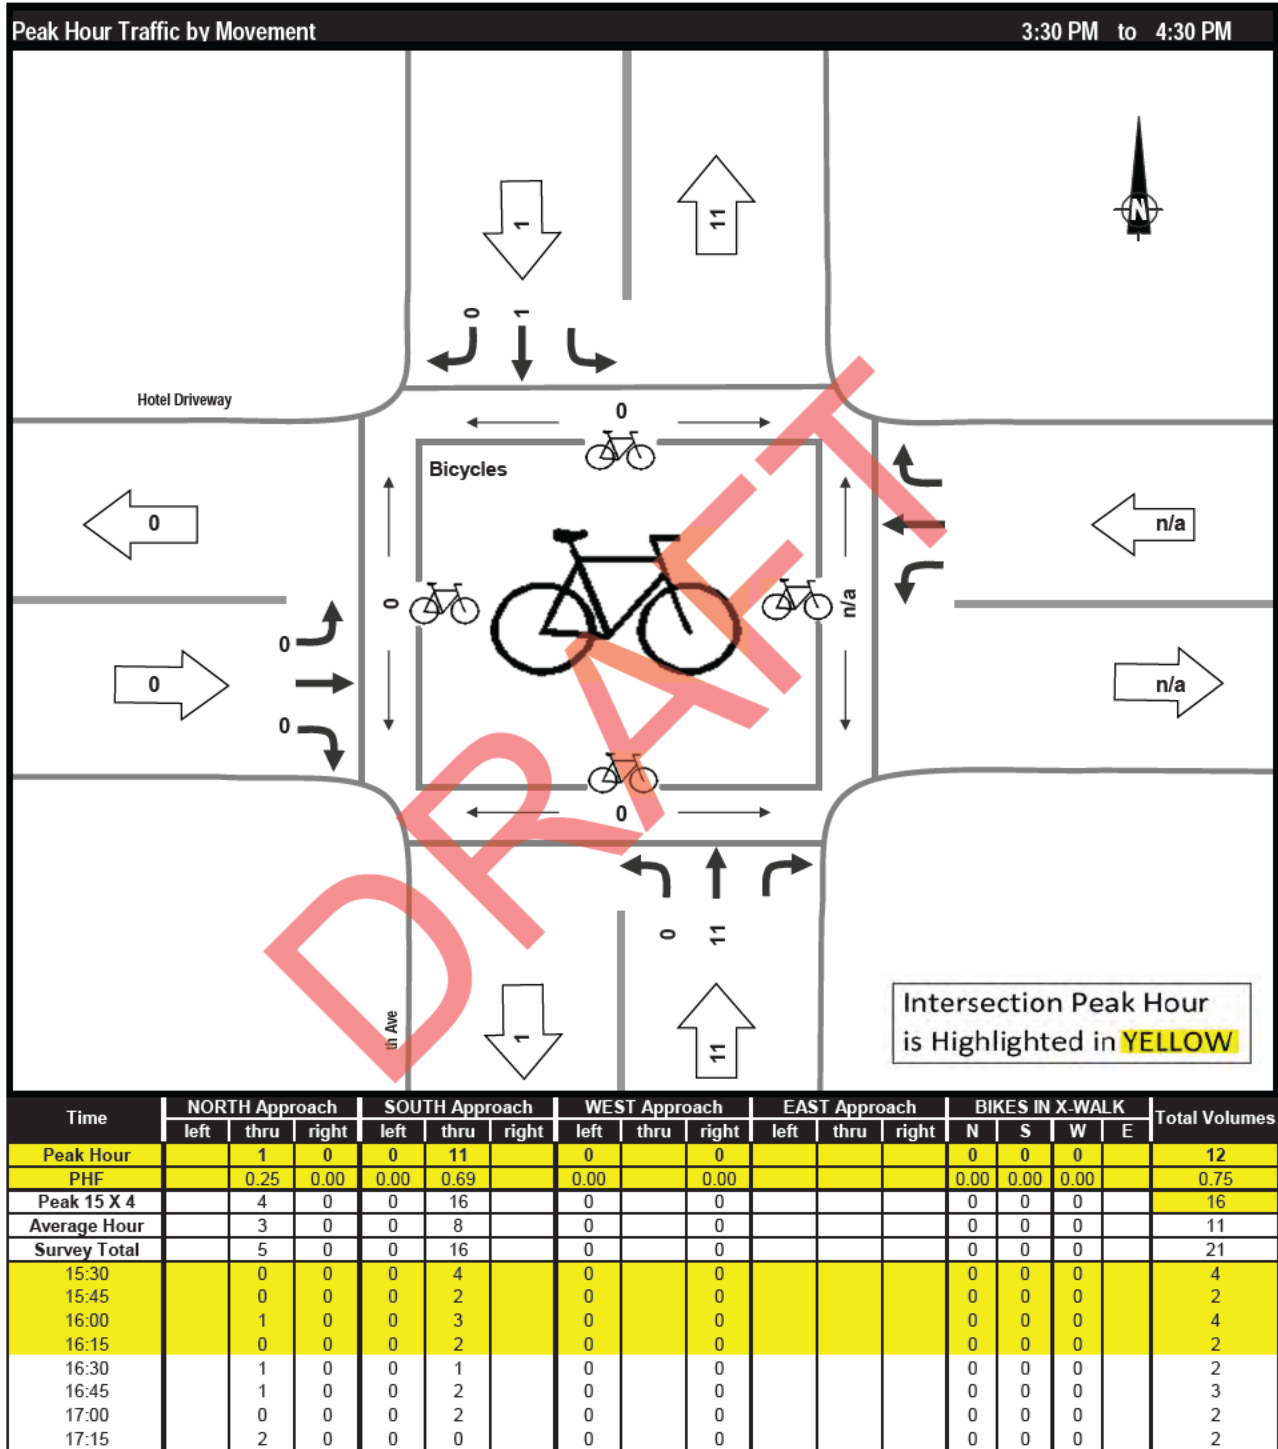 Peak Hour Traffic by Movement 3:30 PM to 4:30 PM
1
11
N
0 1
Hotel Driveway
0
Bicycles
0
n/a
0
n/a
0
0
n/a
0
0
0
DRAFT
0 11
th Ave
1
11
Intersection Peak Hour
is Highlighted in YELLOW
Time NORTH Approach SOUTH Approach WEST Approach EAST Approach BIKES IN X-WALK Total Volumes
left thru right left thru right left thru right left thru right N S W E
Peak Hour 1 0 0 11 0 0 0 0 0 12
PHF 0.25 0.00 0.00 0.69 0.00 0.00 0.00 0.00 0.00 0.75
Peak 15 X 4 4 0 0 16 0 0 0 0 0 16
Average Hour 3 0 0 8 0 0 0 0 0 11
Survey Total 5 0 0 16 0 0 0 0 0 21
15:30 0 0 0 4 0 0 0 0 0 4
15:45 0 0 0 2 0 0 0 0 0 2
16:00 1 0 0 3 0 0 0 0 0 4
16:15 0 0 0 2 0 0 0 0 0 2
16:30 1 0 0 1 0 0 0 0 0 2
16:45 1 0 0 2 0 0 0 0 0 3
17:00 0 0 0 2 0 0 0 0 0 2
17:15 2 0 0 0 0 0 0 0 0 2